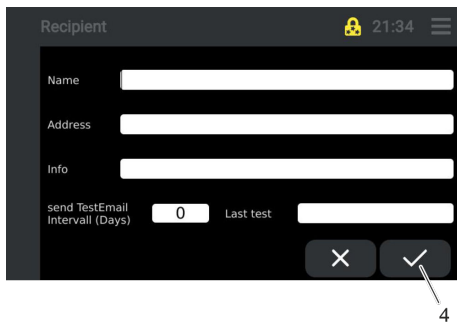 Recipient 21:34
Name
Address
Info
send TestEmail
Intervall (Days) 0 Last test
4